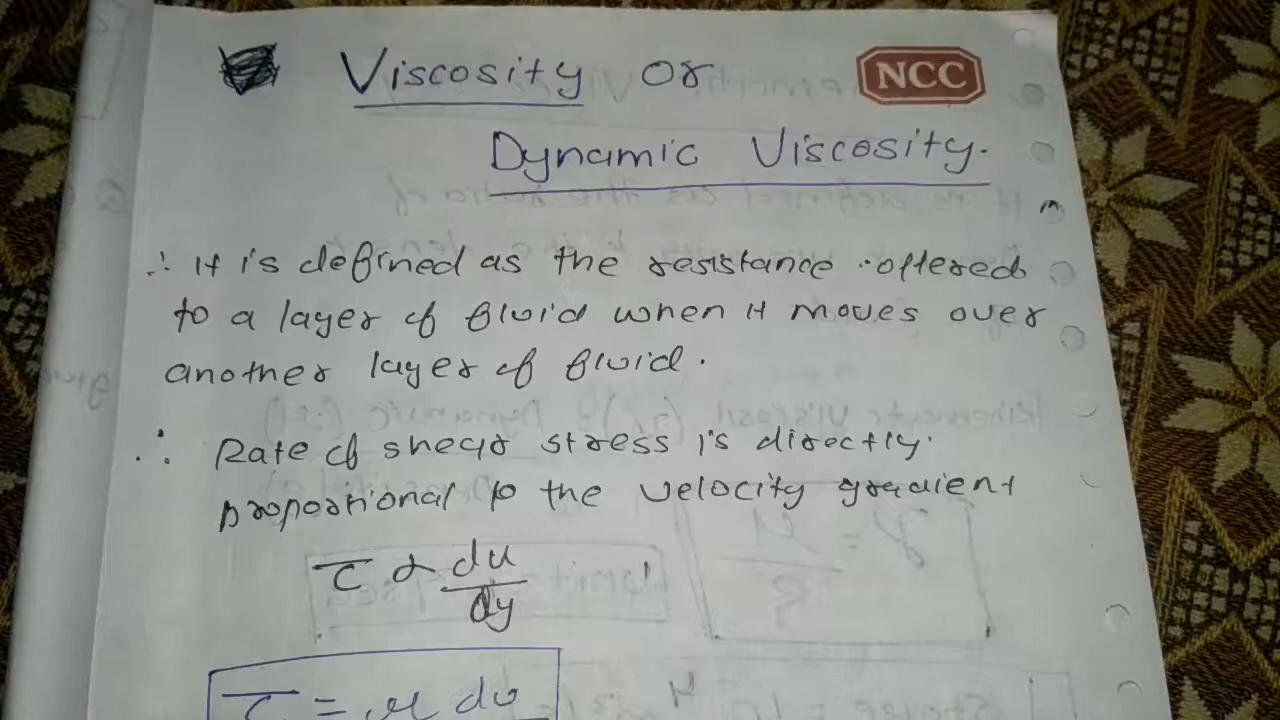 Viscosity or
NCC
Dynamic Viscosity.
∴ It is defined as the resistance offered
to a layer of fluid when it moves over
another layer of fluid.
∴ Rate of shear stress is directly
proportional to the velocity gradient
τ α du/dy
τ = μ du